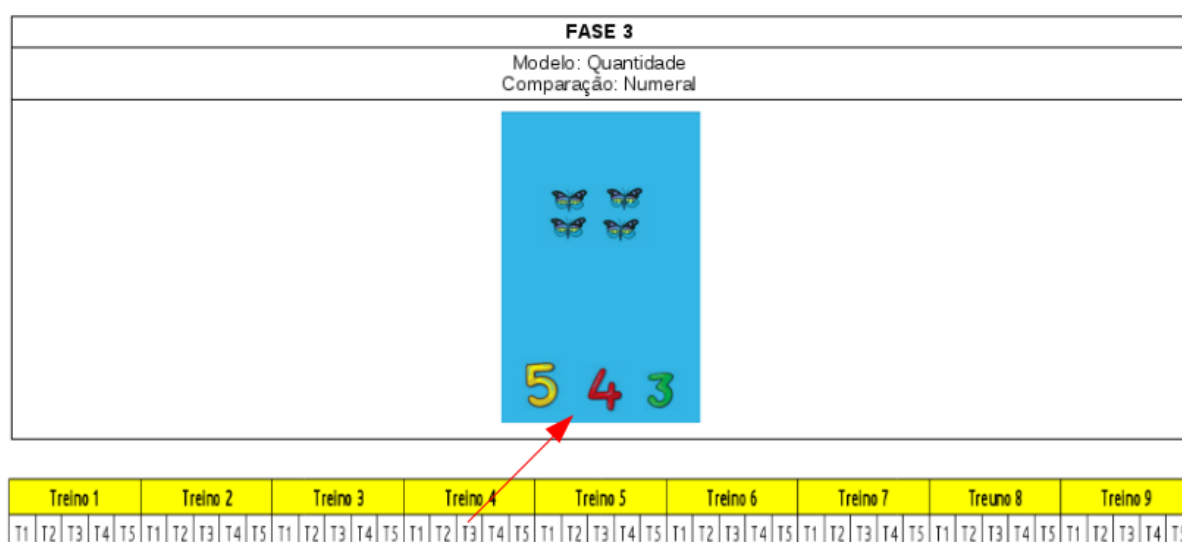 FASE 3
Modelo: Quantidade
Comparação: Numeral
5 4 3
Treino 1 Treino 2 Treino 3 Treino 4 Treino 5 Treino 6 Treino 7 Treuno 8 Treino 9
T1 T2 T3 T4 T5 T1 T2 T3 T4 T5 T1 T2 T3 T4 T5 T1 T2 T3 T4 T5 T1 T2 T3 T4 T5 T1 T2 T3 T4 T5 T1 T2 T3 T4 T5 T1 T2 T3 T4 T5 T1 T2 T3 T4 T5